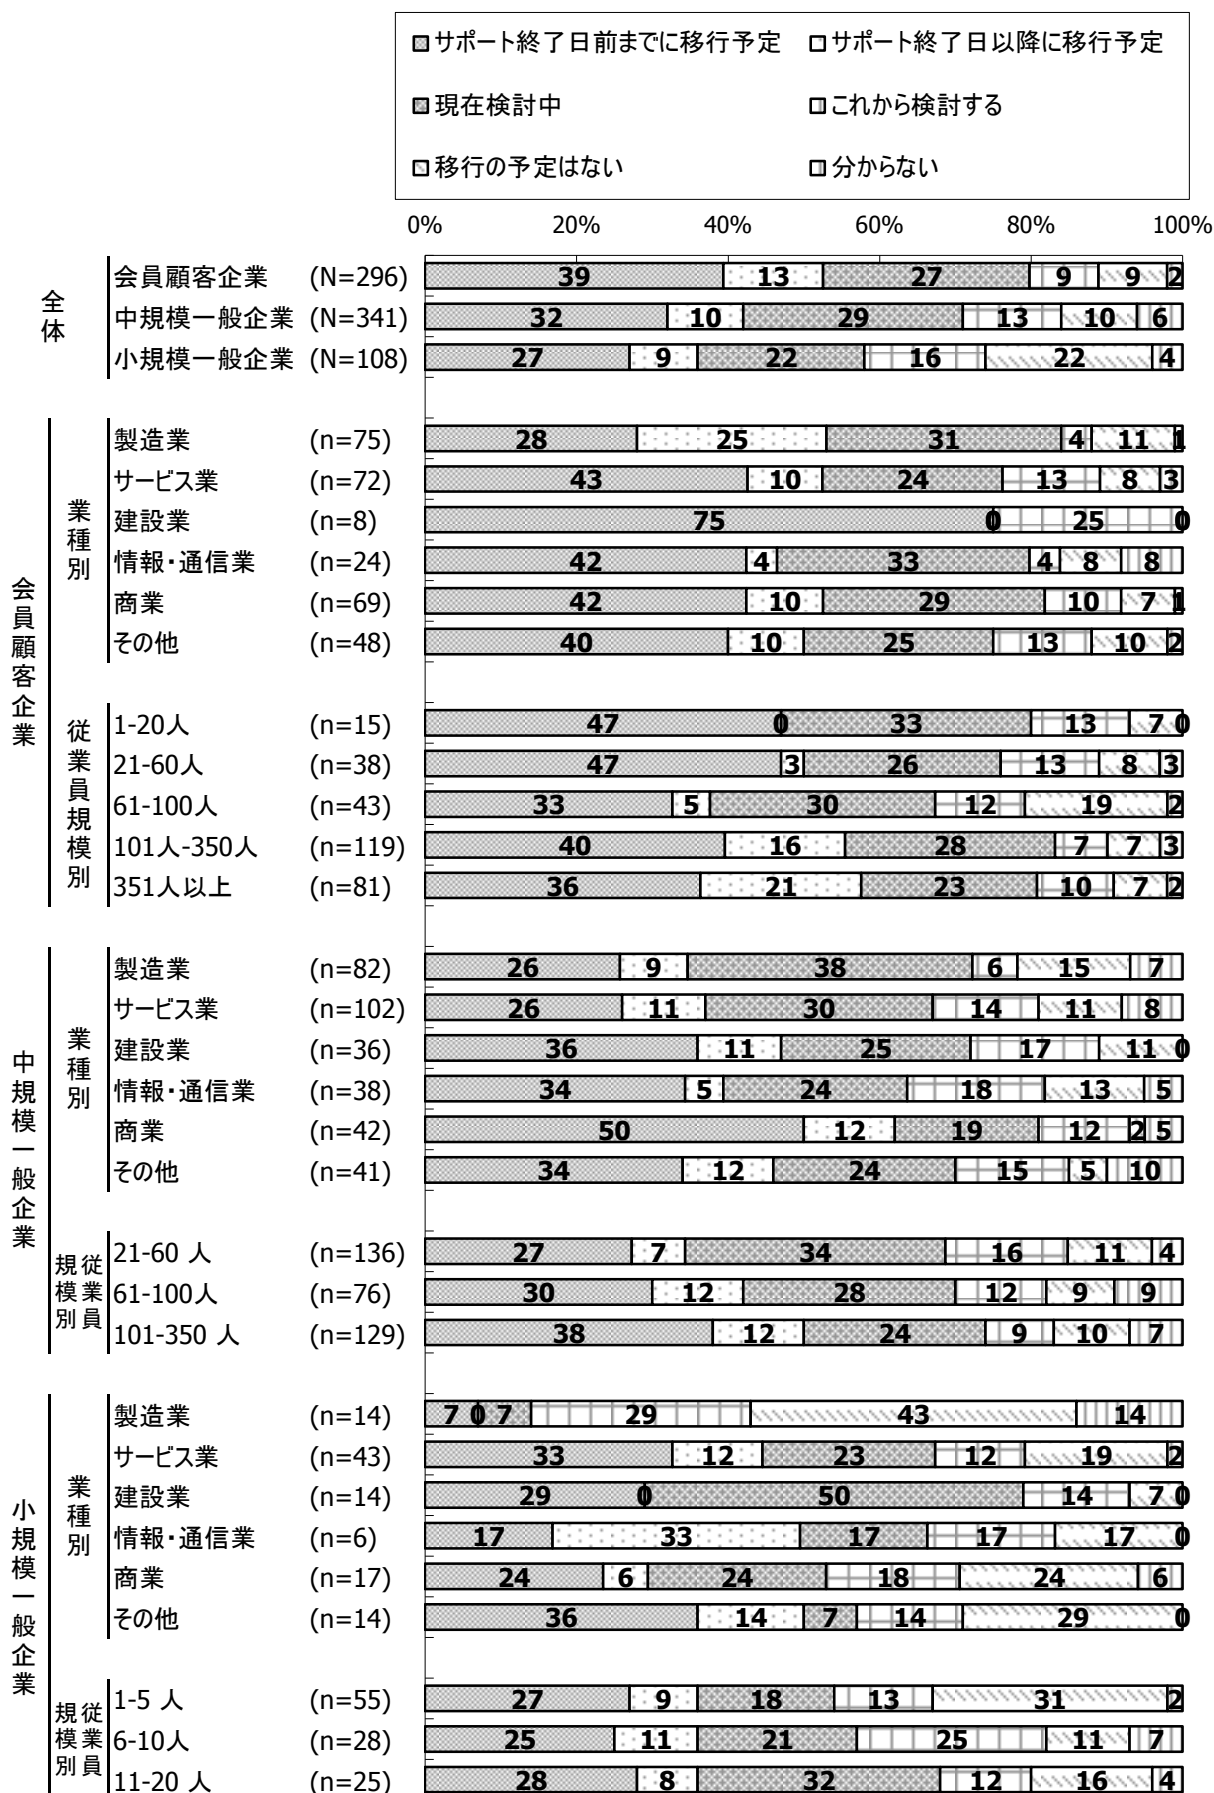 サポート終了日前までに移行予定 サポート終了日以降に移行予定
現在検討中 これから検討する
移行の予定はない 分からない
0% 20% 40% 60% 80% 100%
全体
会員顧客企業 (N=296) 39 13 27 9 9 2
中規模一般企業 (N=341) 32 10 29 13 10 6
小規模一般企業 (N=108) 27 9 22 16 22 4
会員顧客企業
業種別
製造業 (n=75) 28 25 31 4 11 1
サービス業 (n=72) 43 10 24 13 8 3
建設業 (n=8) 75 0 25 0
情報・通信業 (n=24) 42 4 33 4 8 8
商業 (n=69) 42 10 29 10 7 1
その他 (n=48) 40 10 25 13 10 2
従業員規模別
1-20人 (n=15) 47 0 33 13 7 0
21-60人 (n=38) 47 3 26 13 8 3
61-100人 (n=43) 33 5 30 12 19 2
101人-350人 (n=119) 40 16 28 7 7 3
351人以上 (n=81) 36 21 23 10 7 2
中規模一般企業
業種別
製造業 (n=82) 26 9 38 6 15 7
サービス業 (n=102) 26 11 30 14 11 8
建設業 (n=36) 36 11 25 17 11 0
情報・通信業 (n=38) 34 5 24 18 13 5
商業 (n=42) 50 12 19 12 2 5
その他 (n=41) 34 12 24 15 5 10
従業員規模別
21-60 人 (n=136) 27 7 34 16 11 4
61-100人 (n=76) 30 12 28 12 9 9
101-350 人 (n=129) 38 12 24 9 10 7
小規模一般企業
業種別
製造業 (n=14) 7 0 7 29 43 14
サービス業 (n=43) 33 12 23 12 19 2
建設業 (n=14) 29 0 50 14 7 0
情報・通信業 (n=6) 17 33 17 17 17 0
商業 (n=17) 24 6 24 18 24 6
その他 (n=14) 36 14 7 14 29 0
従業員規模別
1-5 人 (n=55) 27 9 18 13 31 2
6-10人 (n=28) 25 11 21 25 11 7
11-20 人 (n=25) 28 8 32 12 16 4